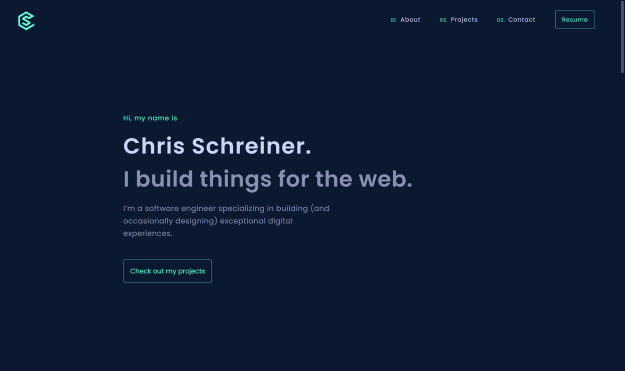 01. About 02. Projects 03. Contact Resume
Hi, my name is
Chris Schreiner.
I build things for the web.
I'm a software engineer specializing in building (and
occasionally designing) exceptional digital
experiences.
Check out my projects